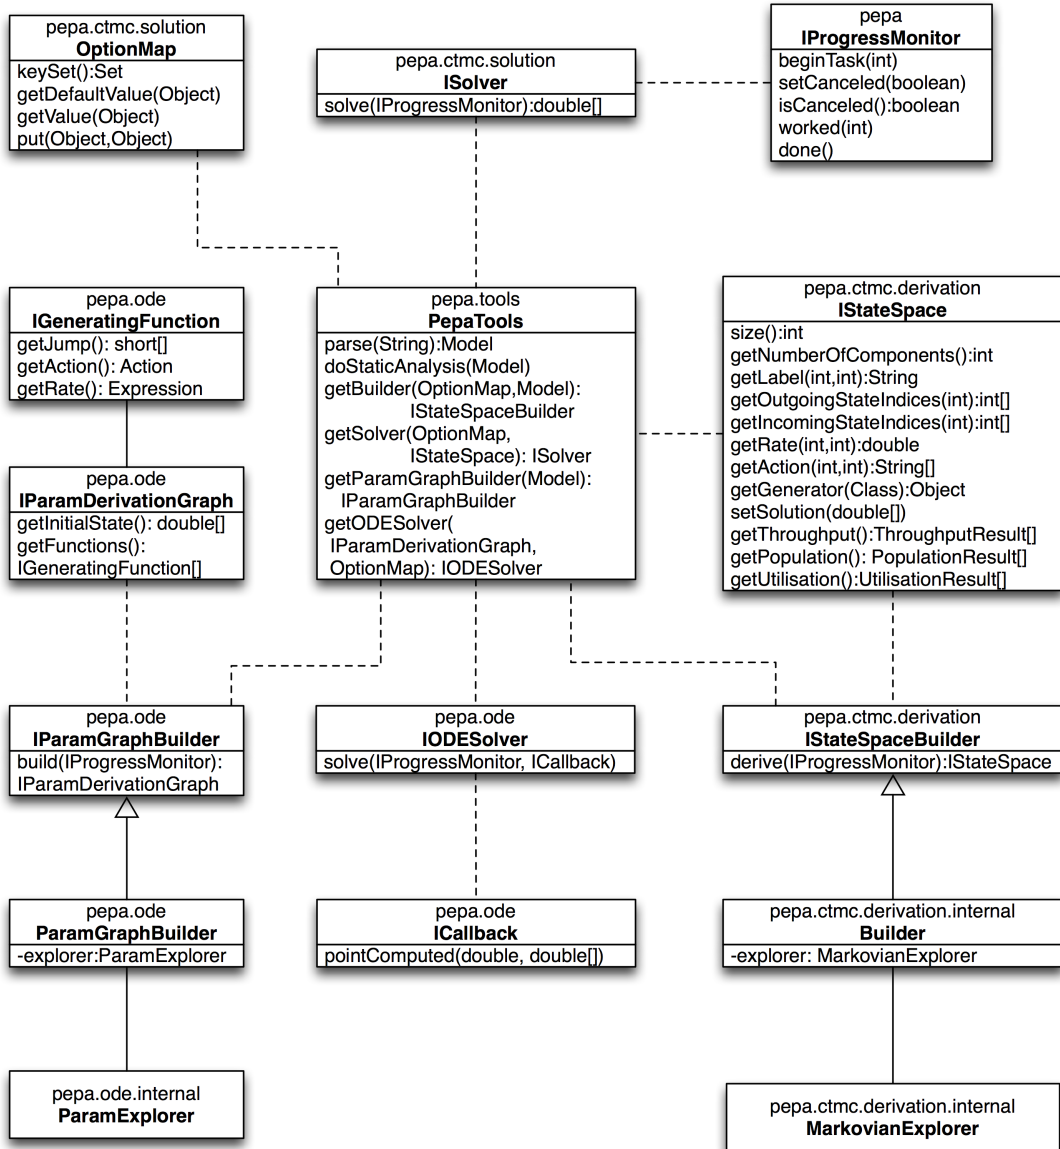 pepa.ctmc.solution
OptionMap
keySet():Set
getDefaultValue(Object)
getValue(Object)
put(Object,Object)
pepa.ctmc.solution
ISolver
solve(IProgressMonitor):double[]
pepa
IProgressMonitor
beginTask(int)
setCanceled(boolean)
isCanceled():boolean
worked(int)
done()
pepa.ode
IGeneratingFunction
getJump(): short[]
getAction(): Action
getRate(): Expression
pepa.tools
PepaTools
parse(String):Model
doStaticAnalysis(Model)
getBuilder(OptionMap,Model):
IStateSpaceBuilder
getSolver(OptionMap,
IStateSpace): ISolver
getParamGraphBuilder(Model):
IParamGraphBuilder
getODESolver(
IParamDerivationGraph,
OptionMap): IODESolver
pepa.ctmc.derivation
IStateSpace
size():int
getNumberOfComponents():int
getLabel(int,int):String
getOutgoingStateIndices(int):int[]
getIncomingStateIndices(int):int[]
getRate(int,int):double
getAction(int,int):String[]
getGenerator(Class):Object
setSolution(double[])
getThroughput():ThroughputResult[]
getPopulation(): PopulationResult[]
getUtilisation():UtilisationResult[]
pepa.ode
IParamDerivationGraph
getInitialState(): double[]
getFunctions():
IGeneratingFunction[]
pepa.ode
IParamGraphBuilder
build(IProgressMonitor):
IParamDerivationGraph
pepa.ode
IODESolver
solve(IProgressMonitor, ICallback)
pepa.ctmc.derivation
IStateSpaceBuilder
derive(IProgressMonitor):IStateSpace
pepa.ode
ParamGraphBuilder
-explorer:ParamExplorer
pepa.ode
ICallback
pointComputed(double, double[])
pepa.ctmc.derivation.internal
Builder
-explorer: MarkovianExplorer
pepa.ode.internal
ParamExplorer
pepa.ctmc.derivation.internal
MarkovianExplorer